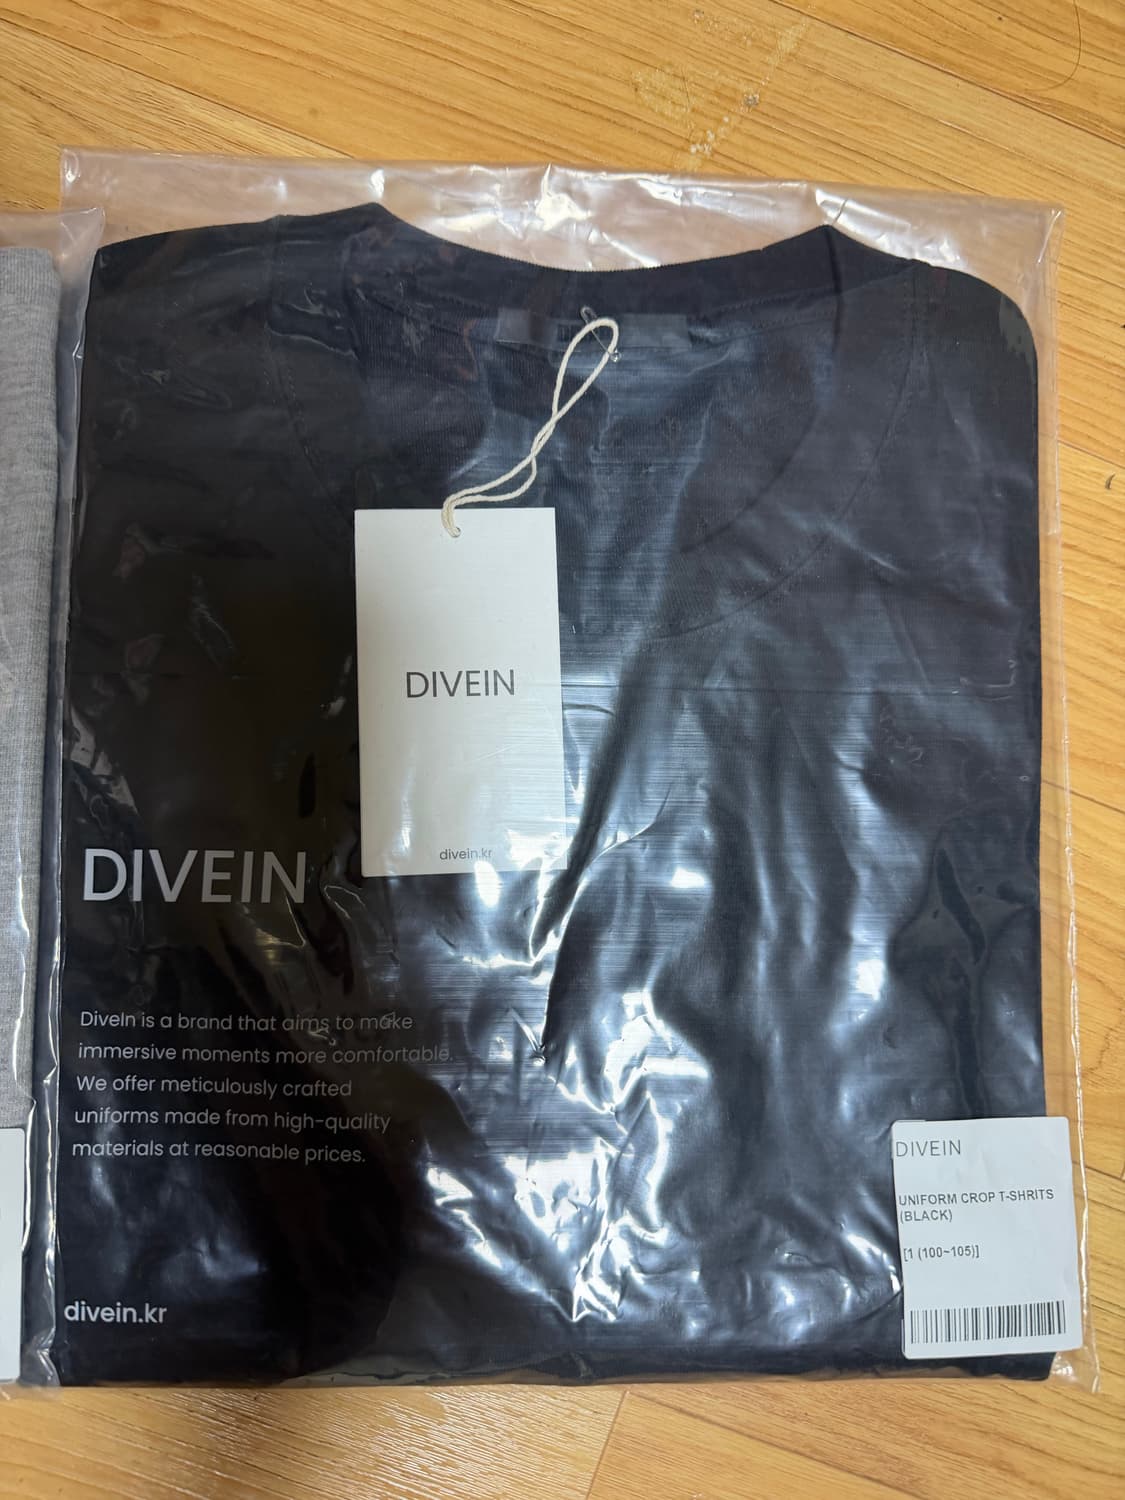 DIVEIN
divein.kr
DIVEIN
DiveIn is a brand that aims to make
immersive moments more comfortable.
We offer meticulously crafted
uniforms made from high-quality
materials at reasonable prices.
divein.kr
DIVEIN
UNIFORM CROP T-SHRITS
(BLACK)
[1 (100~105)]